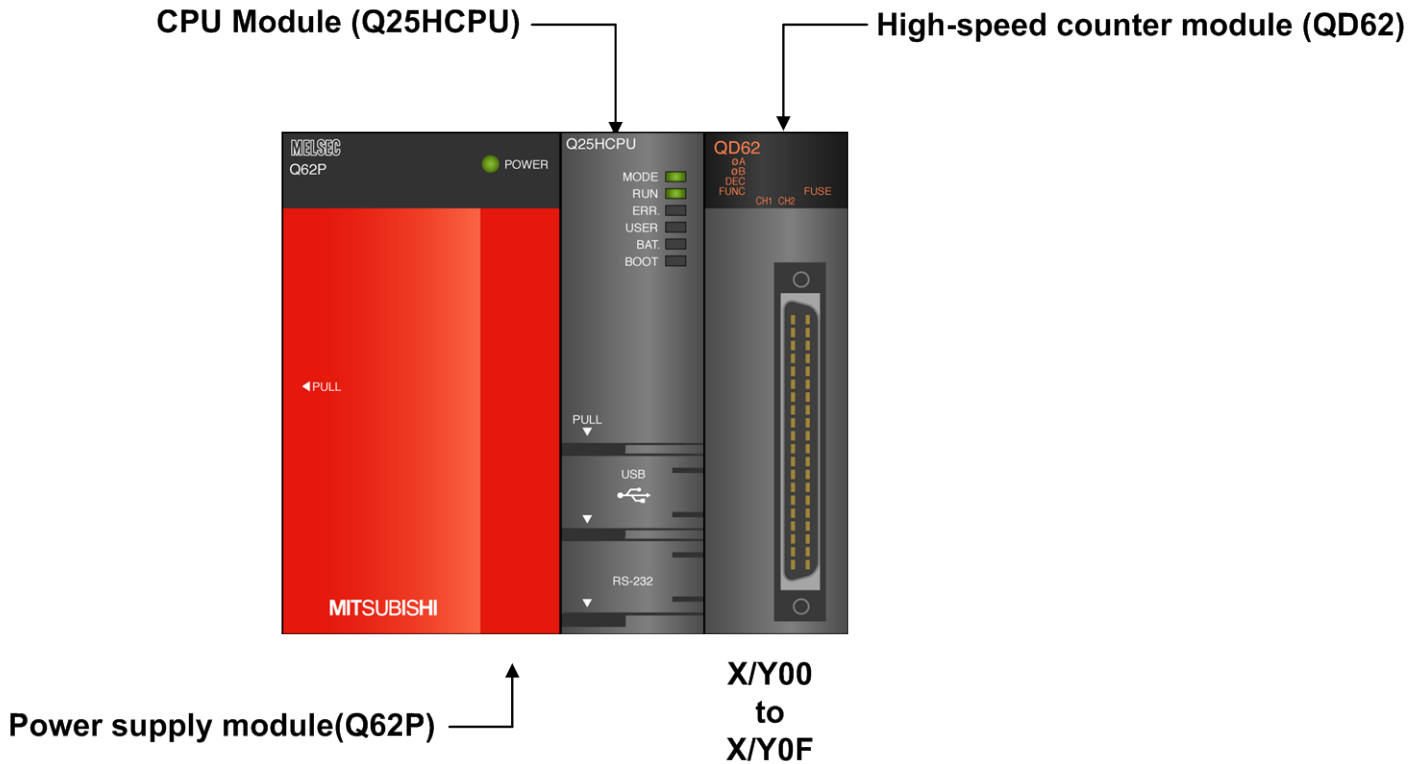 CPU Module (Q25HCPU)
High-speed counter module (QD62)
MELSEC
Q62P
POWER
PULL
MITSUBISHI
Q25HCPU
MODE
RUN
ERR.
USER
BAT.
BOOT
PULL
USB
RS-232
QD62
øA
øB
DEC
FUNC
CH1 CH2
FUSE
Power supply module(Q62P)
X/Y00
to
X/Y0F